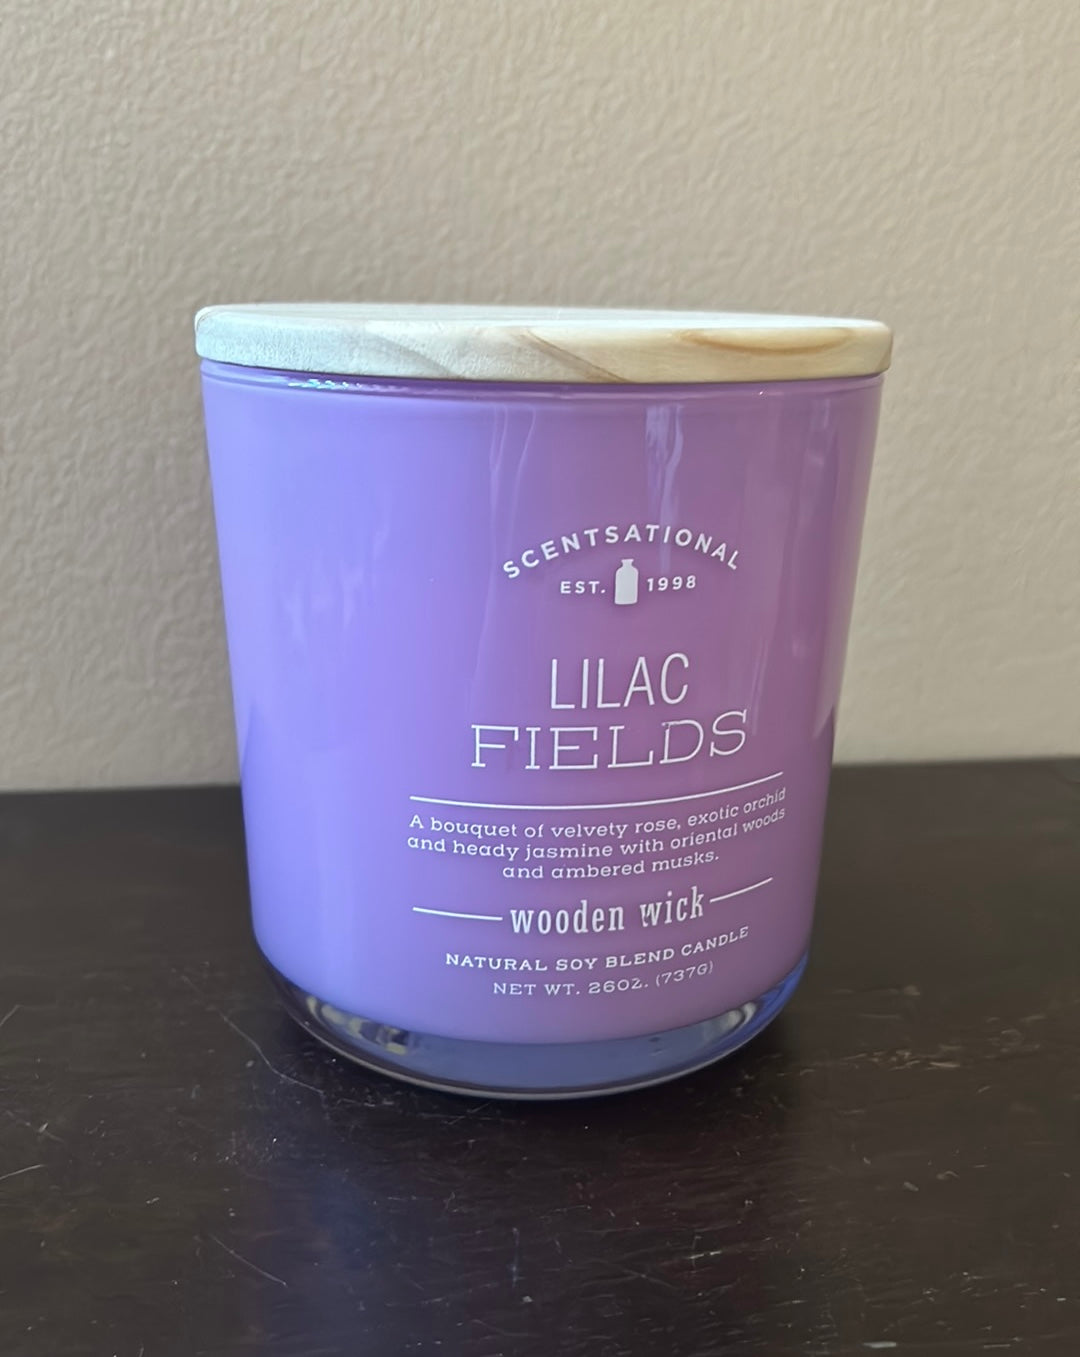 SCENTSATIONAL
EST. 1998
LILAC
FIELDS
A bouquet of velvety rose, exotic orchid
and heady jasmine with oriental woods
and ambered musks.
wooden wick
NATURAL SOY BLEND CANDLE
NET WT. 26OZ. (737G)